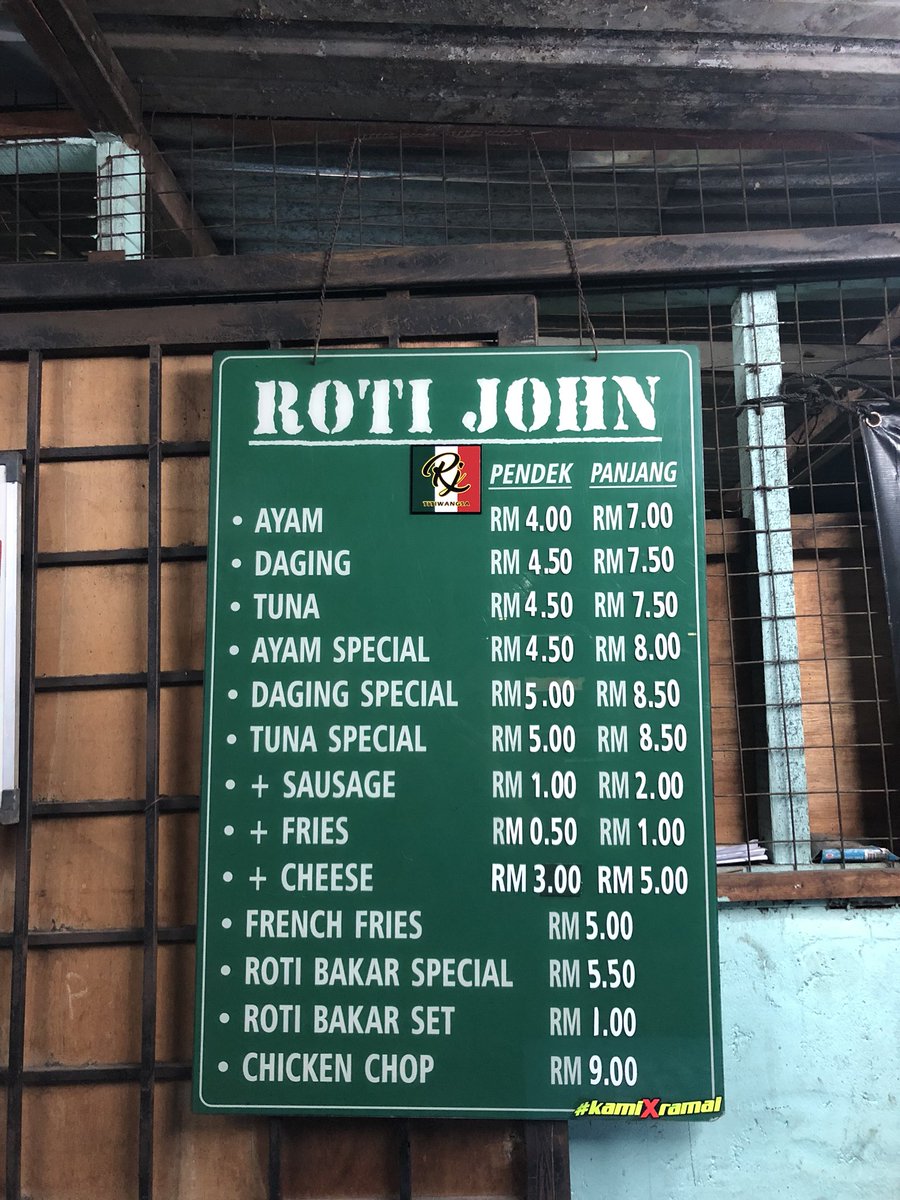 ROTI JOHN
RL
TITIWANGSA
PENDEK PANJANG
• AYAM RM 4.00 RM 7.00
• DAGING RM 4.50 RM 7.50
• TUNA RM 4.50 RM 7.50
• AYAM SPECIAL RM 4.50 RM 8.00
• DAGING SPECIAL RM 5.00 RM 8.50
• TUNA SPECIAL RM 5.00 RM 8.50
• + SAUSAGE RM 1.00 RM 2.00
• + FRIES RM 0.50 RM 1.00
• + CHEESE RM 3.00 RM 5.00
• FRENCH FRIES RM 5.00
• ROTI BAKAR SPECIAL RM 5.50
• ROTI BAKAR SET RM 1.00
• CHICKEN CHOP RM 9.00
#kamiXramal
P